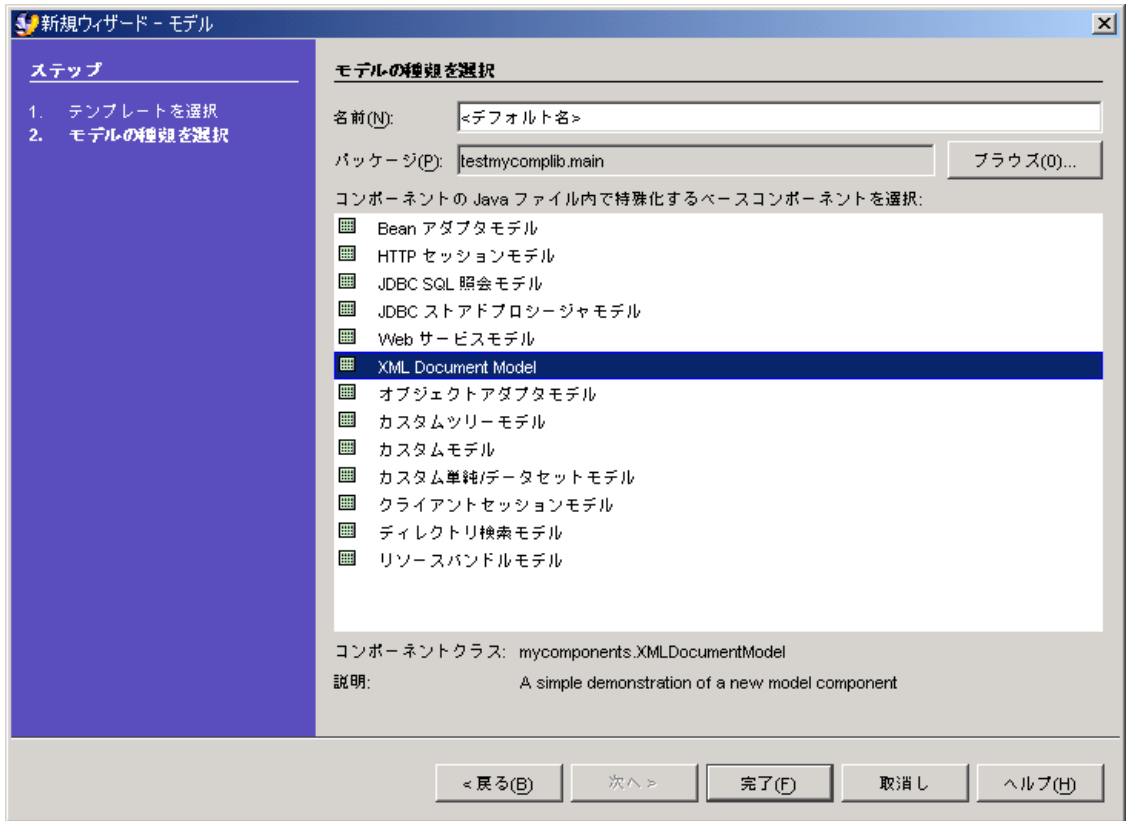 新規ウィザード - モデル
ステップ
1. テンプレートを選択
2. モデルの種類を選択
モデルの種類を選択
名前(N): <デフォルト名>
パッケージ(P): testmycomplib.main ブラウズ(O)...
コンポーネントの Java ファイル内で特殊化するベースコンポーネントを選択:
Bean アダプタモデル
HTTP セッションモデル
JDBC SQL 照会モデル
JDBC ストアドプロシージャモデル
Web サービスモデル
XML Document Model
オブジェクトアダプタモデル
カスタムツリーモデル
カスタムモデル
カスタム単純/データセットモデル
クライアントセッションモデル
ディレクトリ検索モデル
リソースバンドルモデル
コンポーネントクラス: mycomponents.XMLDocumentModel
説明: A simple demonstration of a new model component
< 戻る(B) 次へ > 完了(F) 取消し ヘルプ(H)